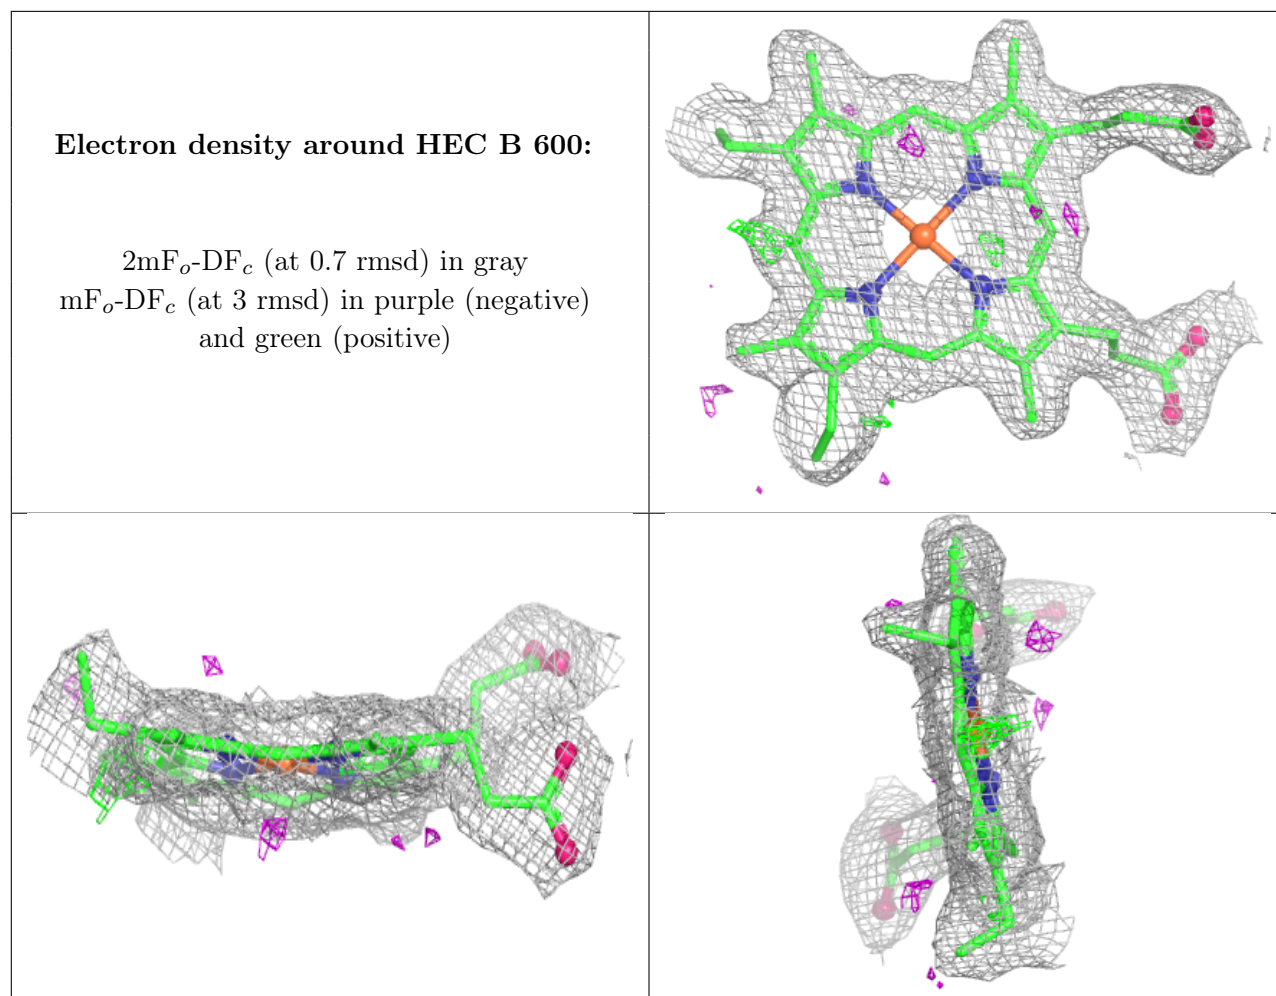 Electron density around HEC B 600:
2mFo-DFc (at 0.7 rmsd) in gray
mFo-DFc (at 3 rmsd) in purple (negative)
and green (positive)